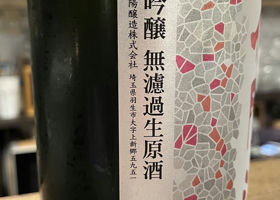 吟醸 無濾過生原酒
陽醸造株式会社 埼玉県羽生市大字上新郷五九五一